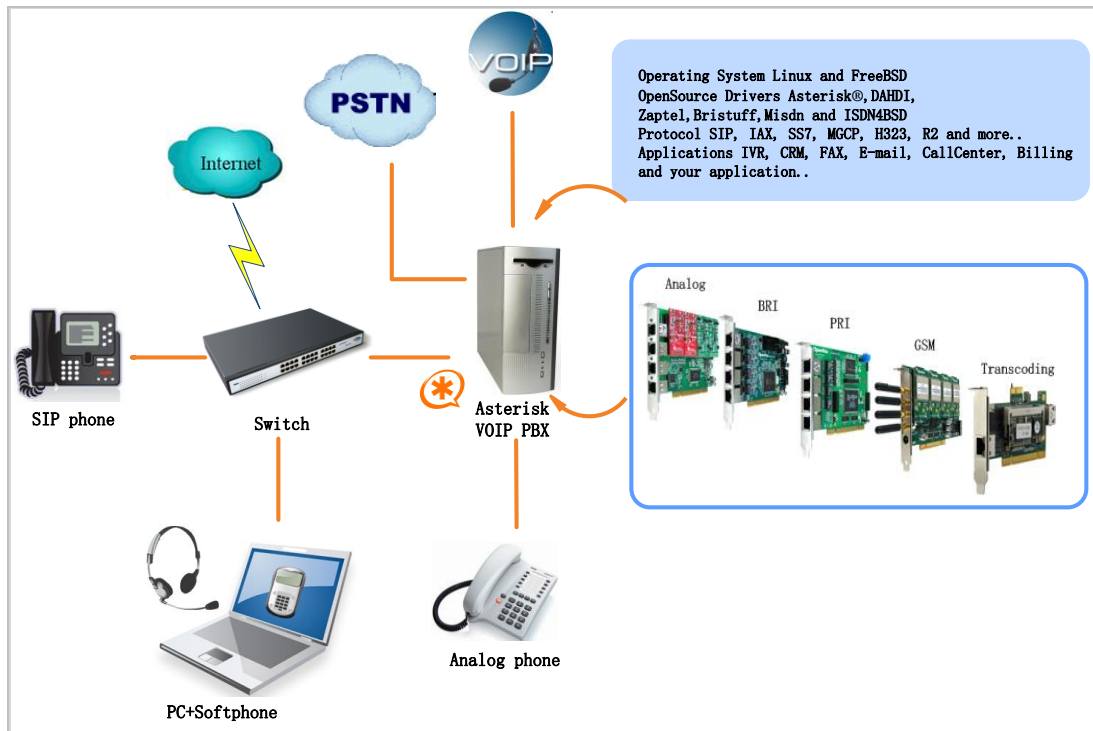 VOIP
PSTN
Internet
Operating System Linux and FreeBSD
OpenSource Drivers Asterisk®,DAHDI,
Zaptel,Bristuff,Misdn and ISDN4BSD
Protocol SIP, IAX, SS7, MGCP, H323, R2 and more..
Applications IVR, CRM, FAX, E-mail, CallCenter, Billing
and your application..
Analog
BRI
PRI
GSM
Transcoding
SIP phone
Switch
Asterisk
VOIP PBX
Analog phone
PC+Softphone